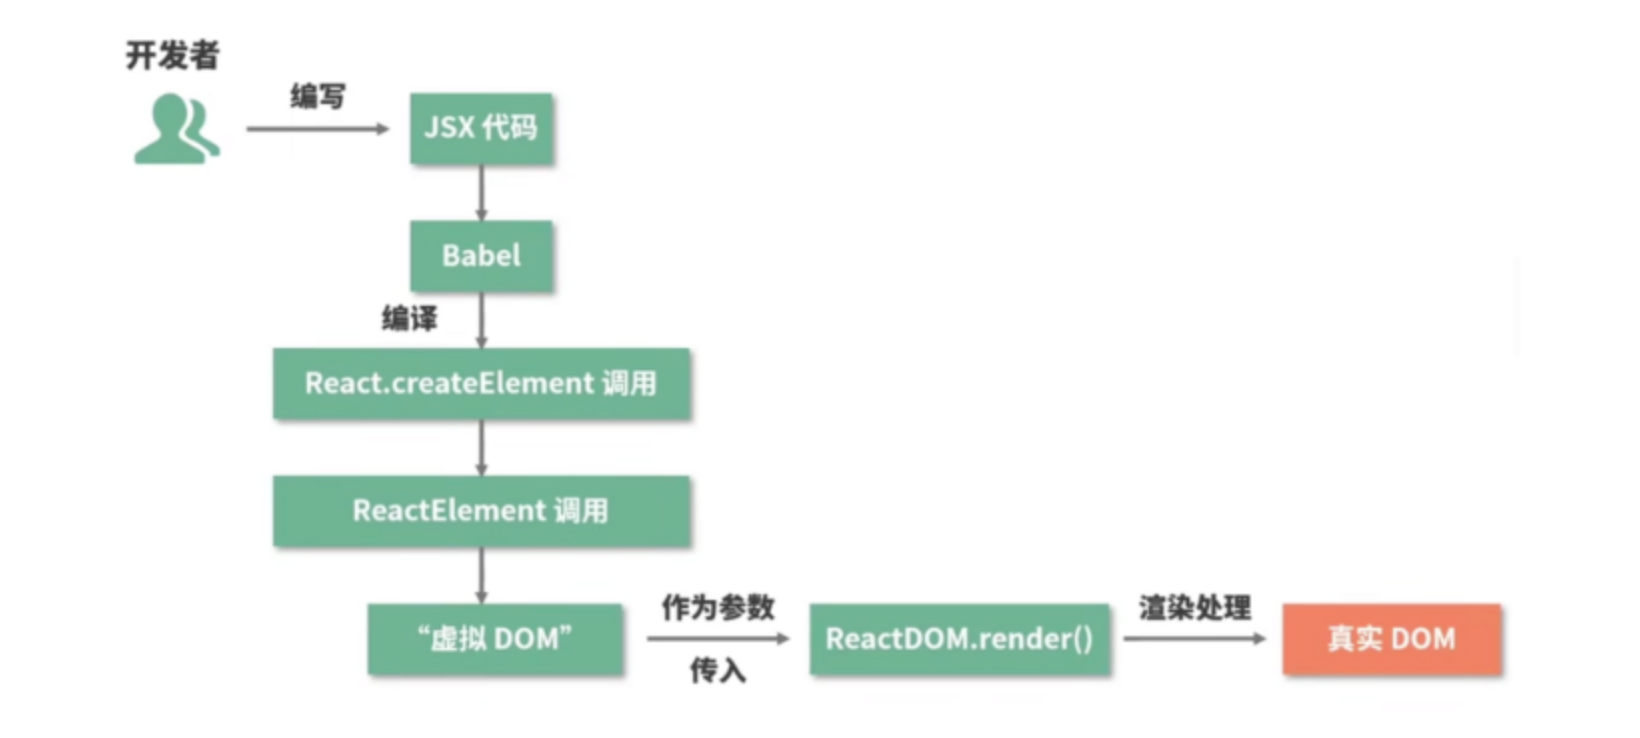 开发者
编写
JSX 代码
Babel
编译
React.createElement 调用
ReactElement 调用
“虚拟 DOM”
作为参数
传入
ReactDOM.render()
渲染处理
真实 DOM